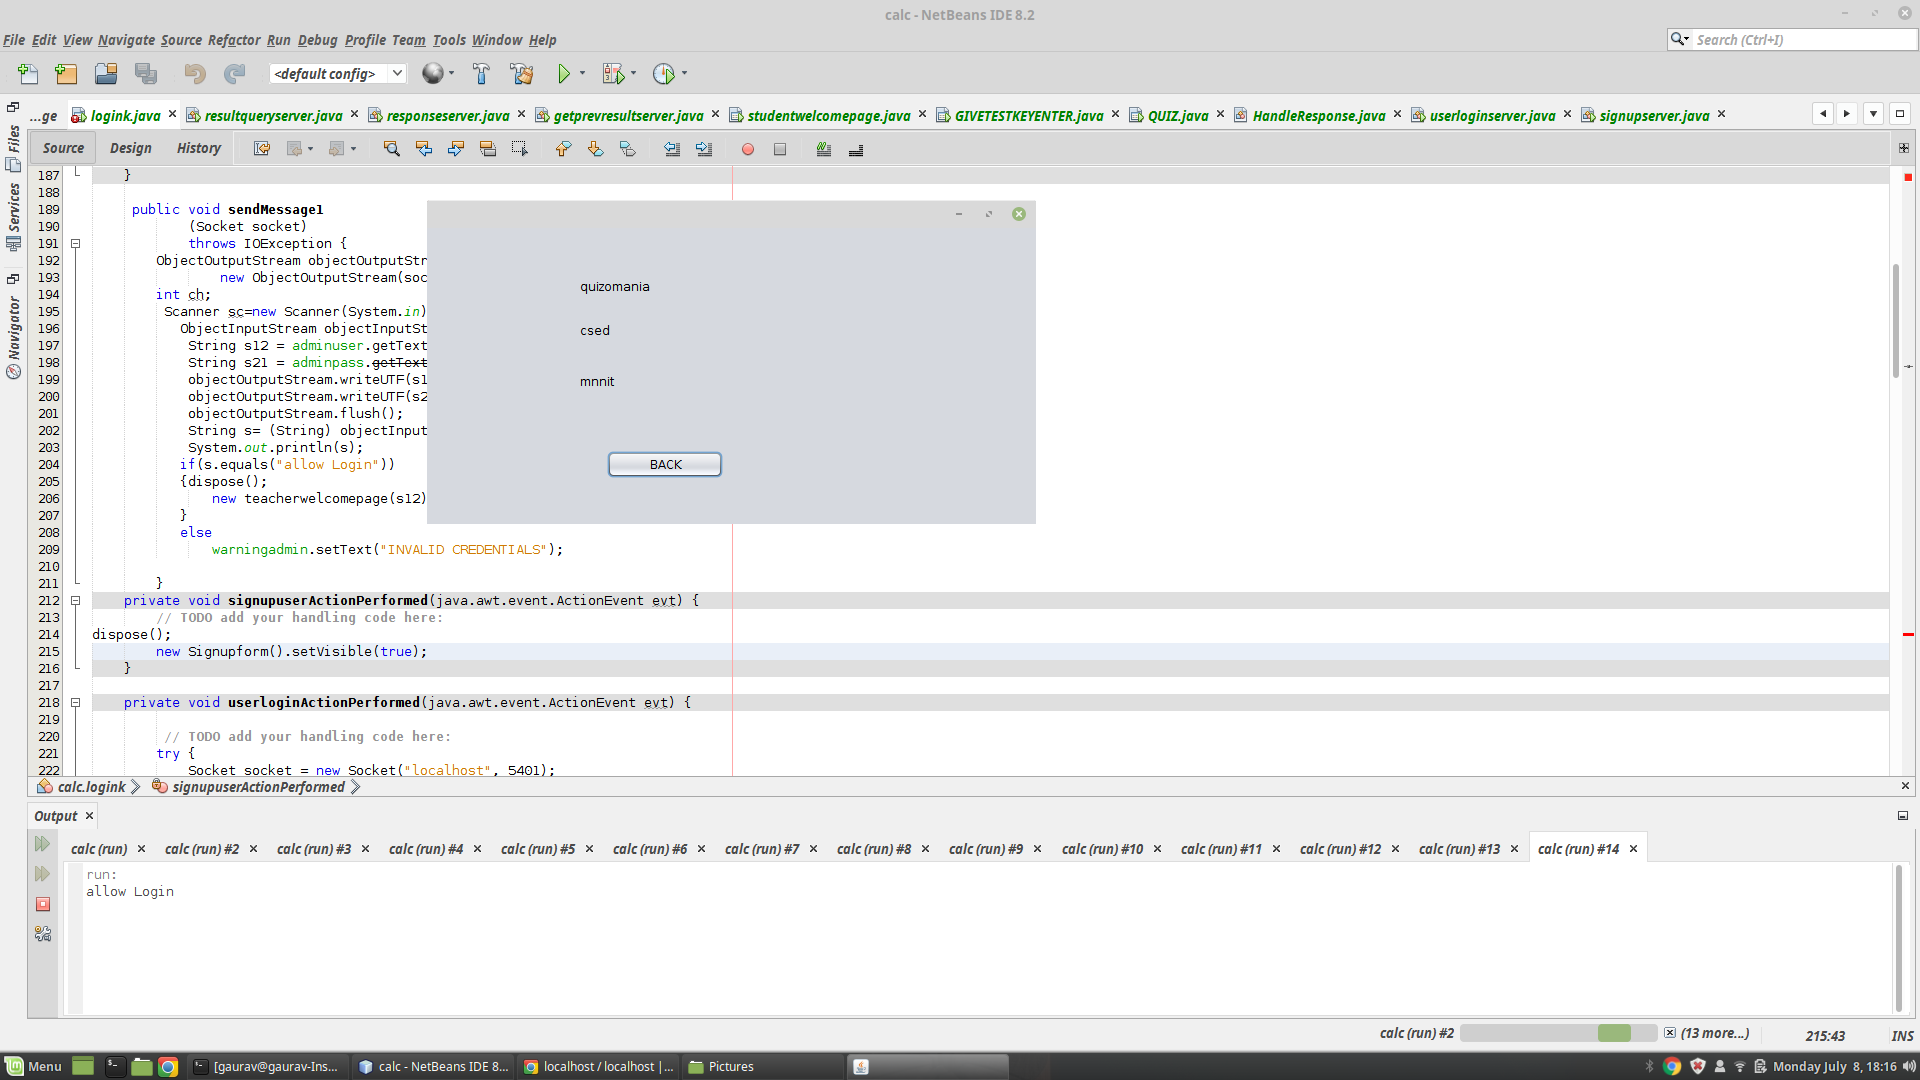 calc - NetBeans IDE 8.2
File Edit View Navigate Source Refactor Run Debug Profile Team Tools Window Help
Search (Ctrl+I)
<default config>
...ge logink.java resultqueryserver.java responseserver.java getprevresultserver.java studentwelcomepage.java GIVETESTKEYENTER.java QUIZ.java HandleResponse.java userloginserver.java signupserver.java
Source Design History
Files
Services
Navigator
187 }
188
189 public void sendMessage1
190 (Socket socket)
191 throws IOException {
192 ObjectOutputStream objectOutputStr
193 new ObjectOutputStream(soc
194 int ch;
195 Scanner sc=new Scanner(System.in)
196 ObjectInputStream objectInputSt
197 String s12 = adminuser.getText
198 String s21 = adminpass.getText
199 objectOutputStream.writeUTF(s1
200 objectOutputStream.writeUTF(s2
201 objectOutputStream.flush();
202 String s= (String) objectInput
203 System.out.println(s);
204 if(s.equals("allow Login"))
205 {dispose();
206 new teacherwelcomepage(s12)
207 }
208 else
209 warningadmin.setText("INVALID CREDENTIALS");
210
211 }
212 private void signupuserActionPerformed(java.awt.event.ActionEvent evt) {
213 // TODO add your handling code here:
214 dispose();
215 new Signupform().setVisible(true);
216 }
217
218 private void userloginActionPerformed(java.awt.event.ActionEvent evt) {
219
220 // TODO add your handling code here:
221 try {
222 Socket socket = new Socket("localhost", 5401);
quizomania
csed
mnnit
BACK
calc.logink signupuserActionPerformed
Output
calc (run) calc (run) #2 calc (run) #3 calc (run) #4 calc (run) #5 calc (run) #6 calc (run) #7 calc (run) #8 calc (run) #9 calc (run) #10 calc (run) #11 calc (run) #12 calc (run) #13 calc (run) #14
run:
allow Login
calc (run) #2 (13 more...) 215:43 INS
Menu [gaurav@gaurav-Ins... calc - NetBeans IDE 8... localhost / localhost |... Pictures Monday July 8, 18:16